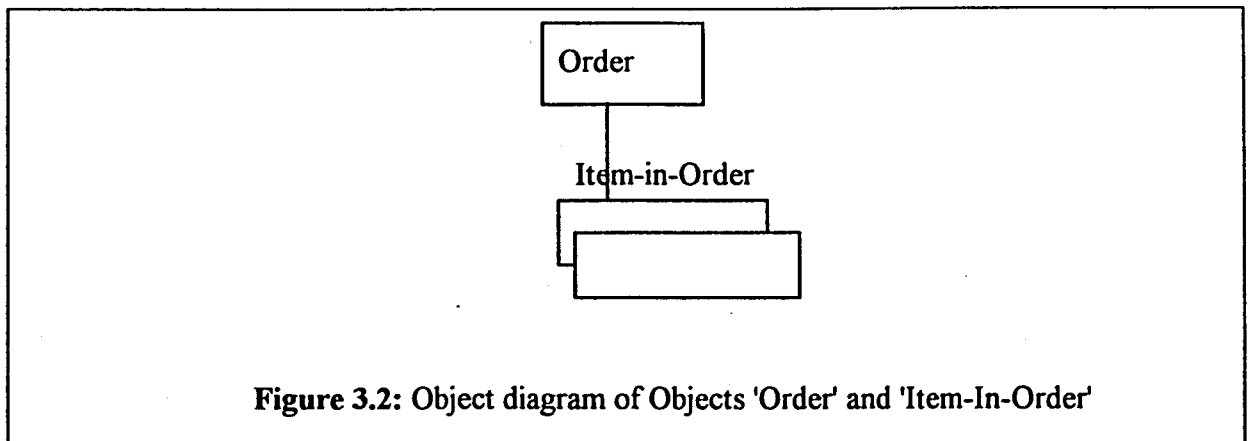 Order
Item-in-Order
Figure 3.2: Object diagram of Objects 'Order' and 'Item-In-Order'